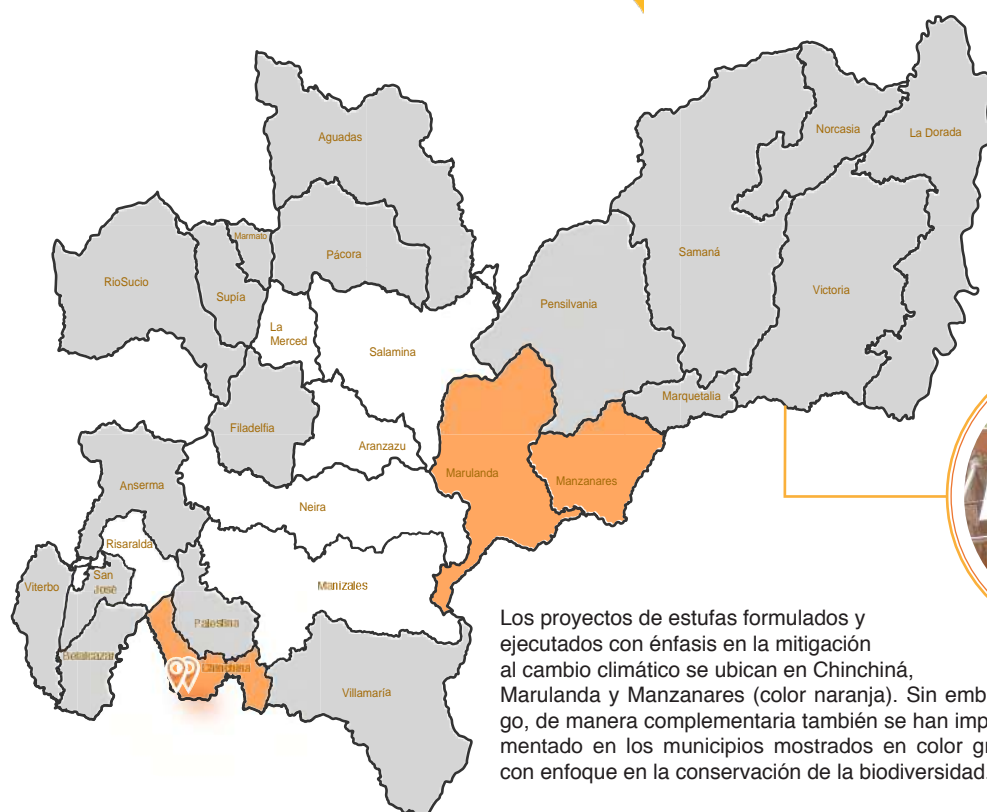 Aguadas
Norcasia
La Dorada
Marmato
Pácora
Samaná
RioSucio
Supía
Victoria
Pensilvania
La
Merced
Salamina
Marquetalia
Filadelfia
Aranzazu
Marulanda
Manzanares
Anserma
Neira
Risaralda
Viterbo
San
José
Manizales
Palestina
Belalcazar
Chinchina
Villamaría
Los proyectos de estufas formulados y
ejecutados con énfasis en la mitigación
al cambio climático se ubican en Chinchiná,
Marulanda y Manzanares (color naranja). Sin emb
go, de manera complementaria también se han imp
mentado en los municipios mostrados en color g
con enfoque en la conservación de la biodiversidad.